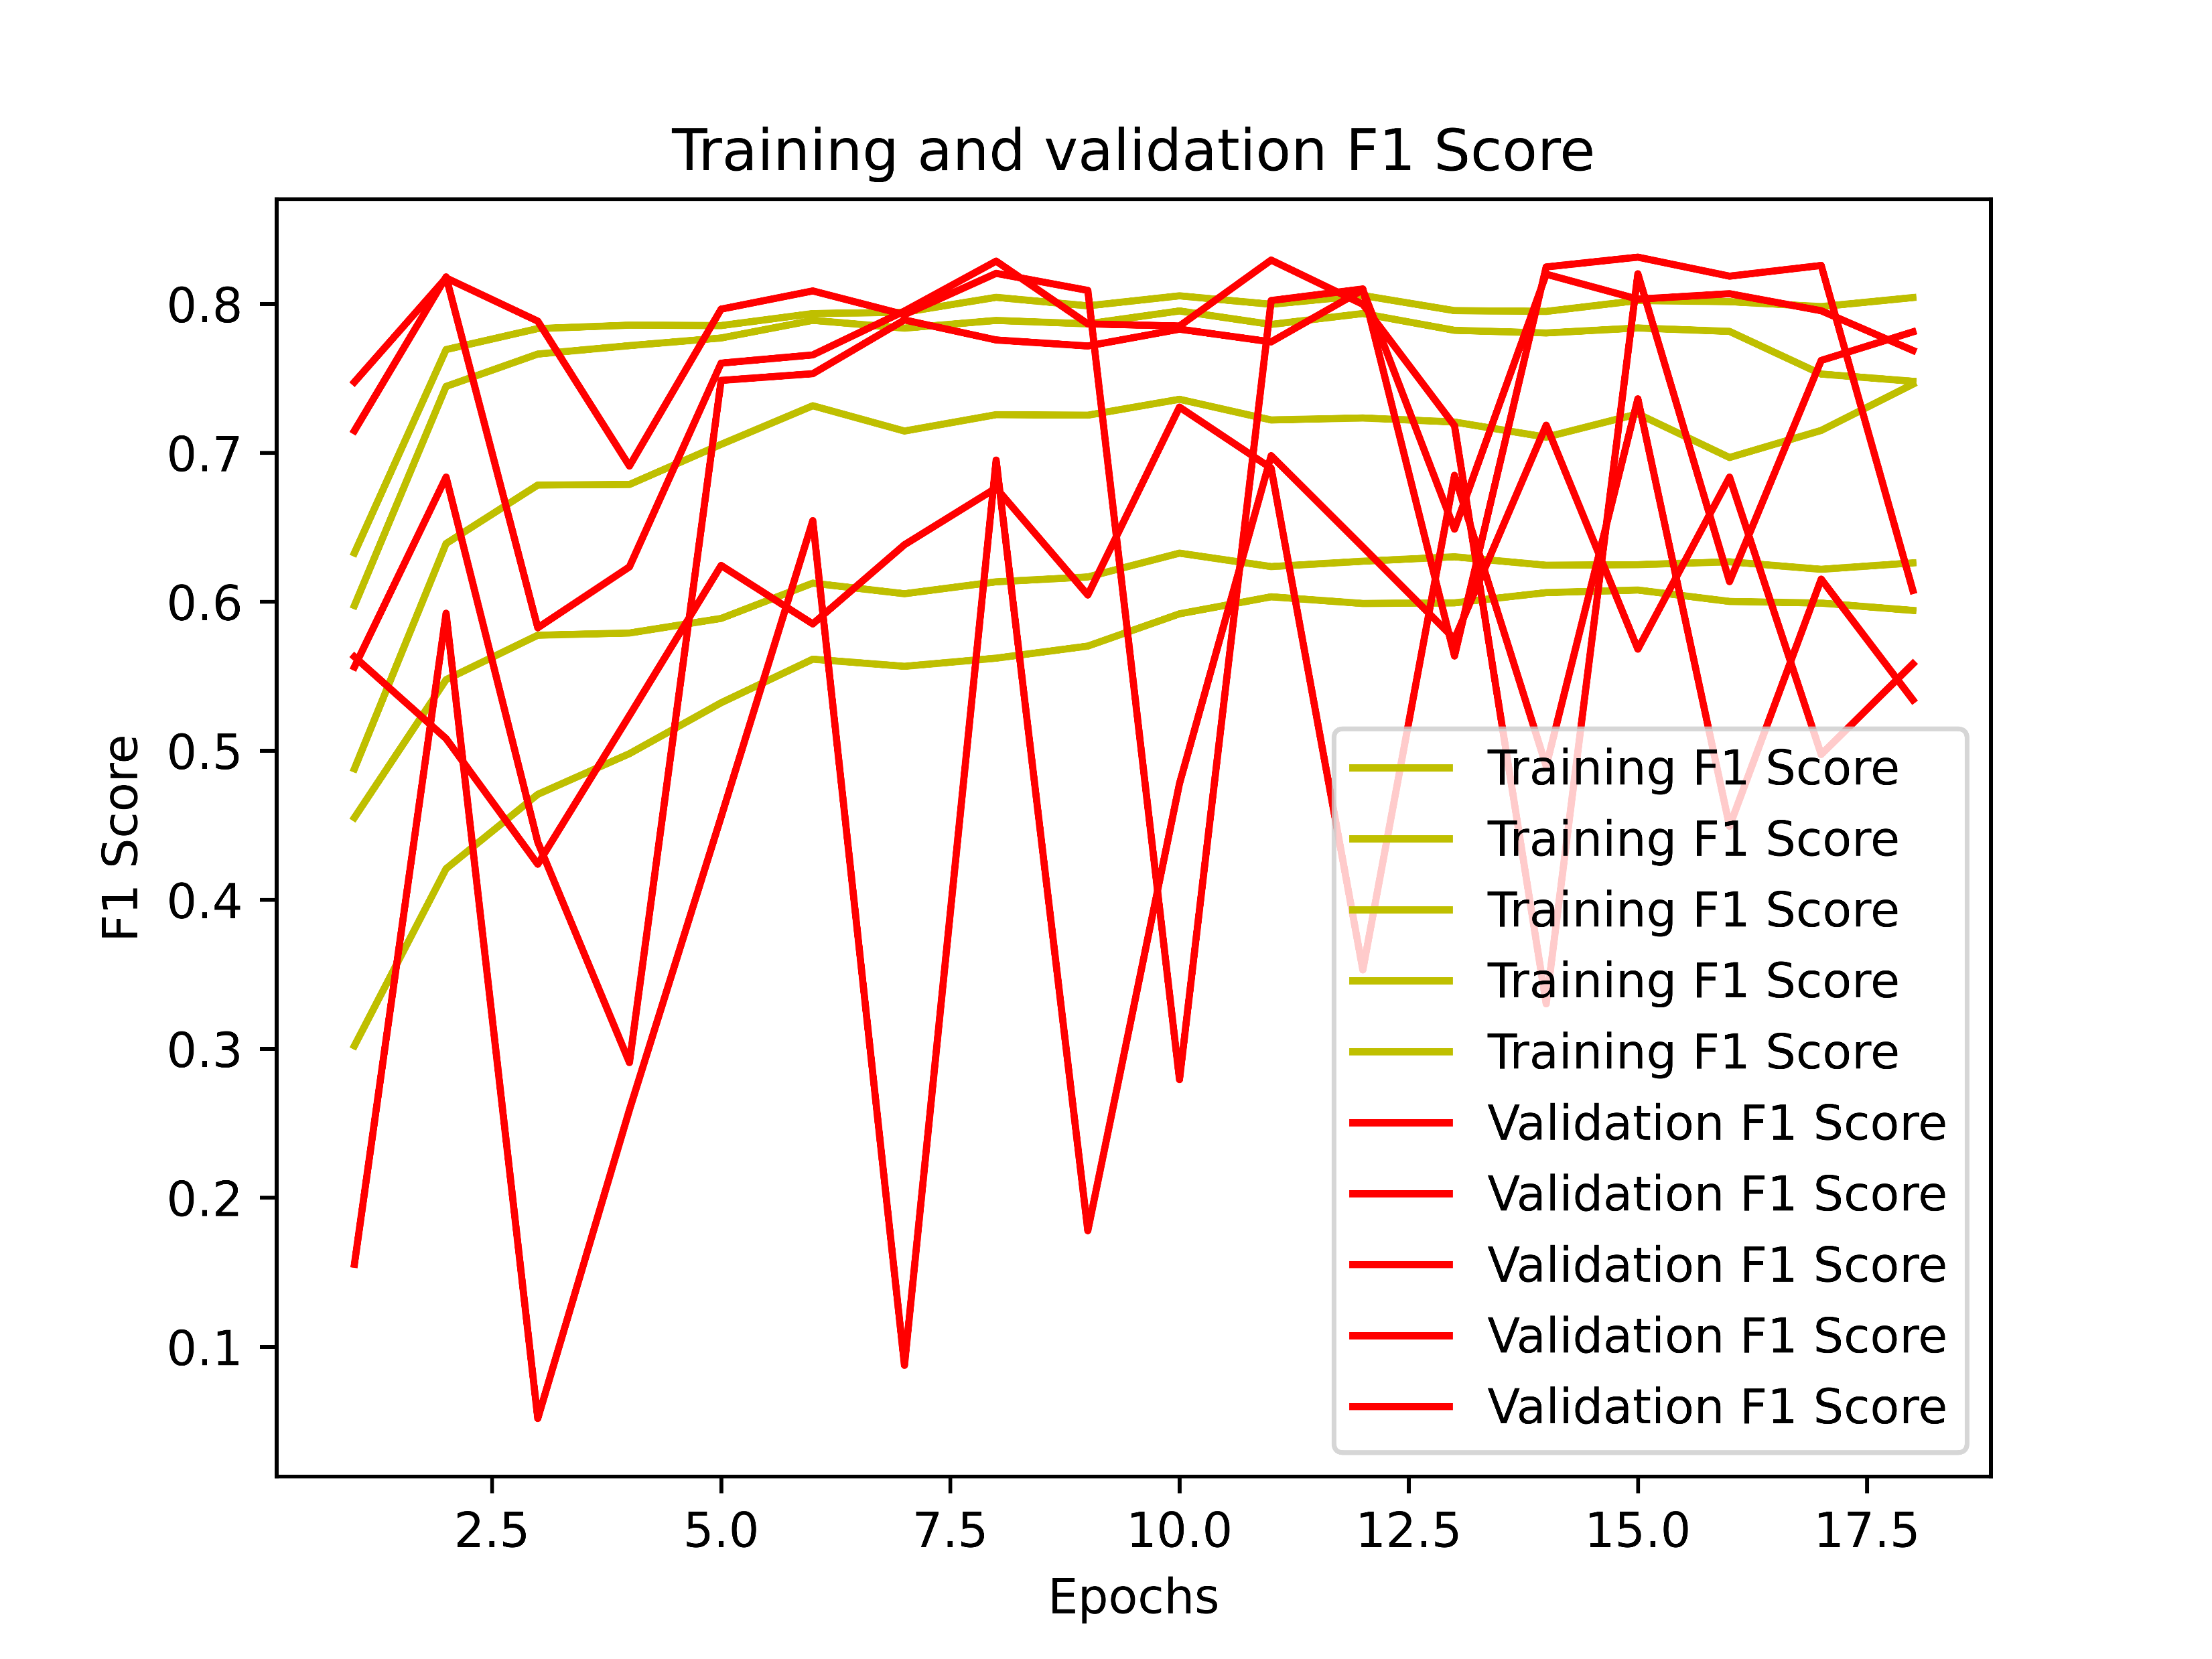 Training and validation F1 Score
F1 Score
0.8
0.7
0.6
0.5
0.4
0.3
0.2
0.1
Training F1 Score
Training F1 Score
Training F1 Score
Training F1 Score
Training F1 Score
Validation F1 Score
Validation F1 Score
Validation F1 Score
Validation F1 Score
Validation F1 Score
2.5 5.0 7.5 10.0 12.5 15.0 17.5
Epochs